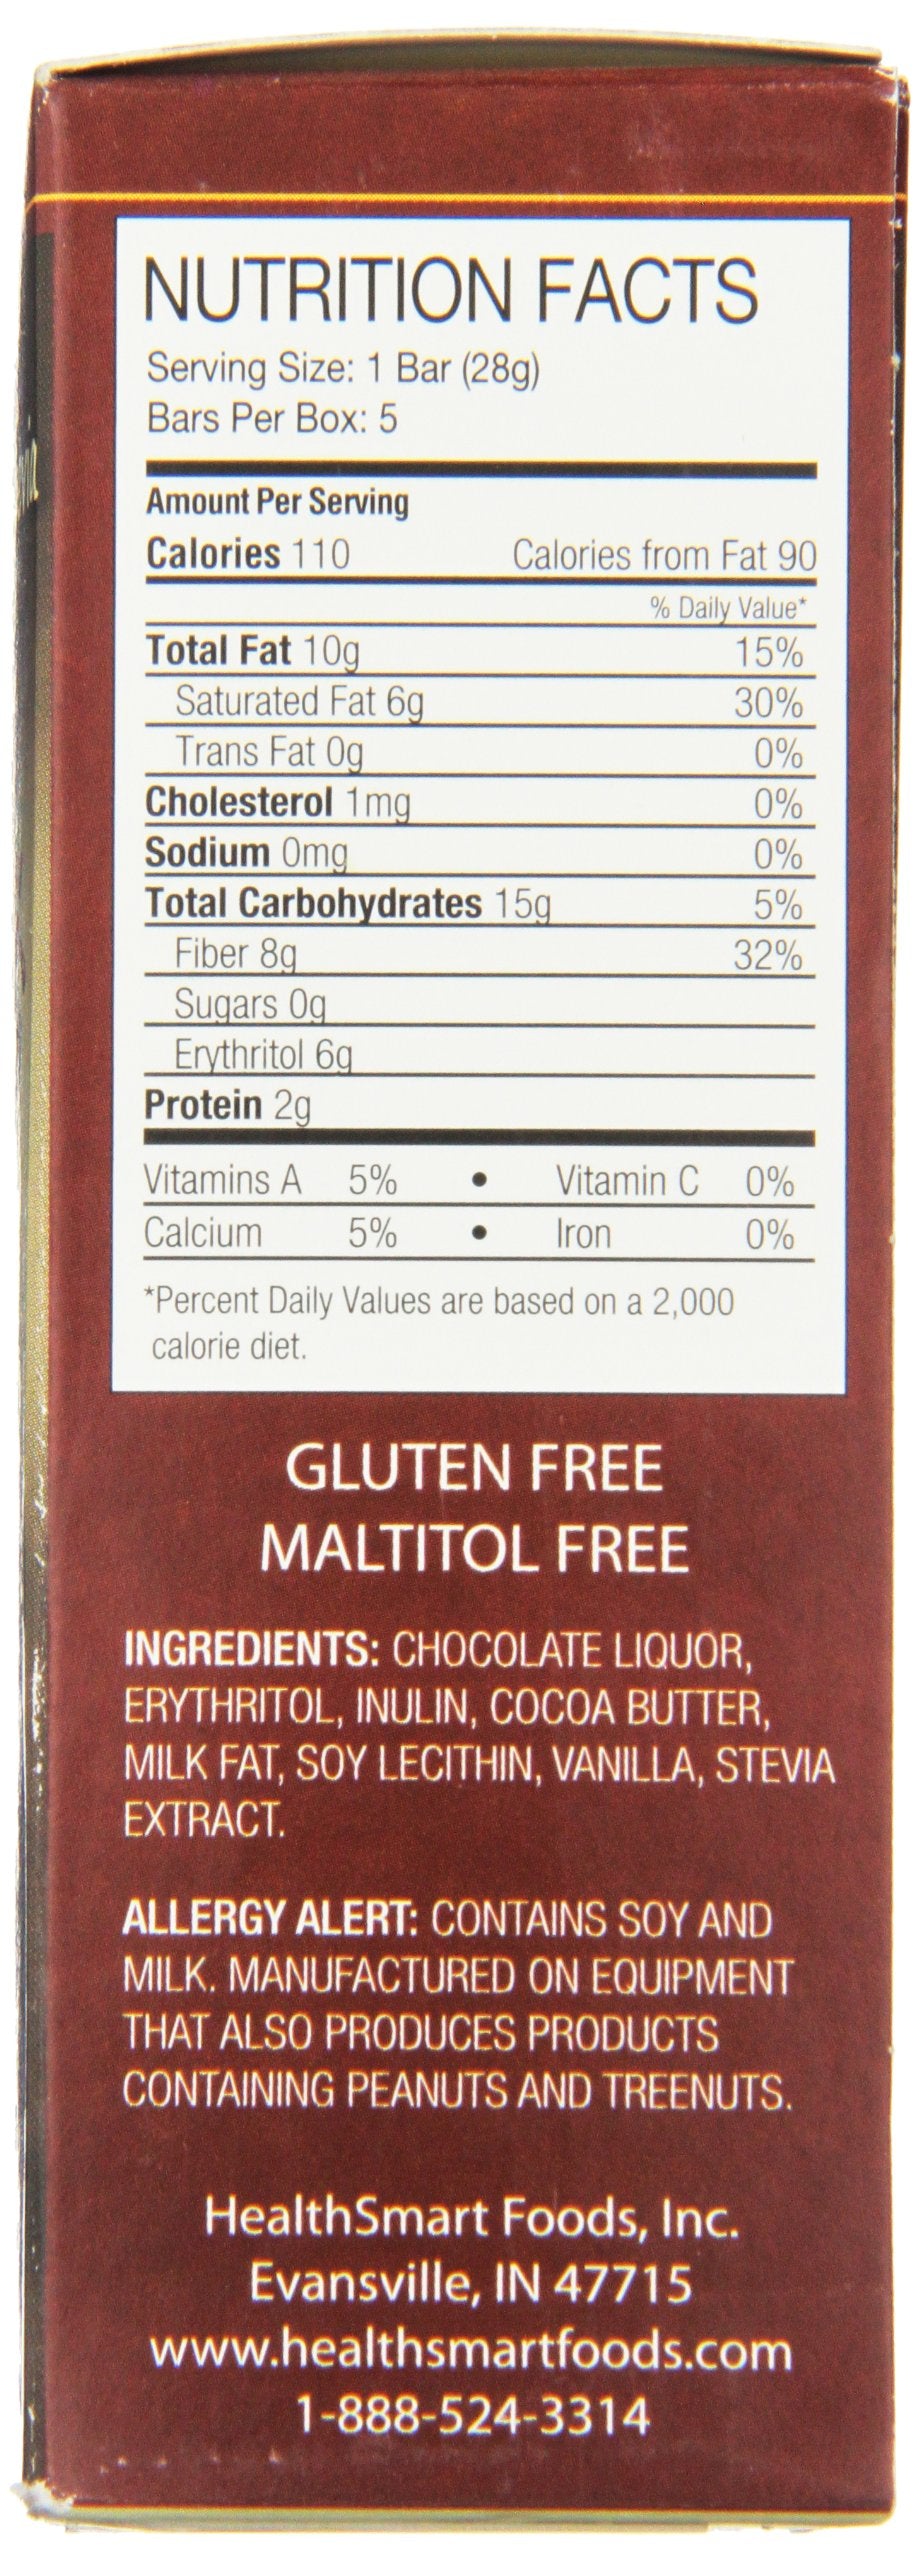 NUTRITION FACTS
Serving Size: 1 Bar (28g)
Bars Per Box: 5
Amount Per Serving
Calories 110 Calories from Fat 90
% Daily Value*
Total Fat 10g 15%
Saturated Fat 6g 30%
Trans Fat 0g 0%
Cholesterol 1mg 0%
Sodium 0mg 0%
Total Carbohydrates 15g 5%
Fiber 8g 32%
Sugars 0g
Erythritol 6g
Protein 2g
Vitamins A 5% • Vitamin C 0%
Calcium 5% • Iron 0%
*Percent Daily Values are based on a 2,000
calorie diet.
GLUTEN FREE
MALTITOL FREE
INGREDIENTS: CHOCOLATE LIQUOR,
ERYTHRITOL, INULIN, COCOA BUTTER,
MILK FAT, SOY LECITHIN, VANILLA, STEVIA
EXTRACT.
ALLERGY ALERT: CONTAINS SOY AND
MILK. MANUFACTURED ON EQUIPMENT
THAT ALSO PRODUCES PRODUCTS
CONTAINING PEANUTS AND TREENUTS.
HealthSmart Foods, Inc.
Evansville, IN 47715
www.healthsmartfoods.com
1-888-524-3314